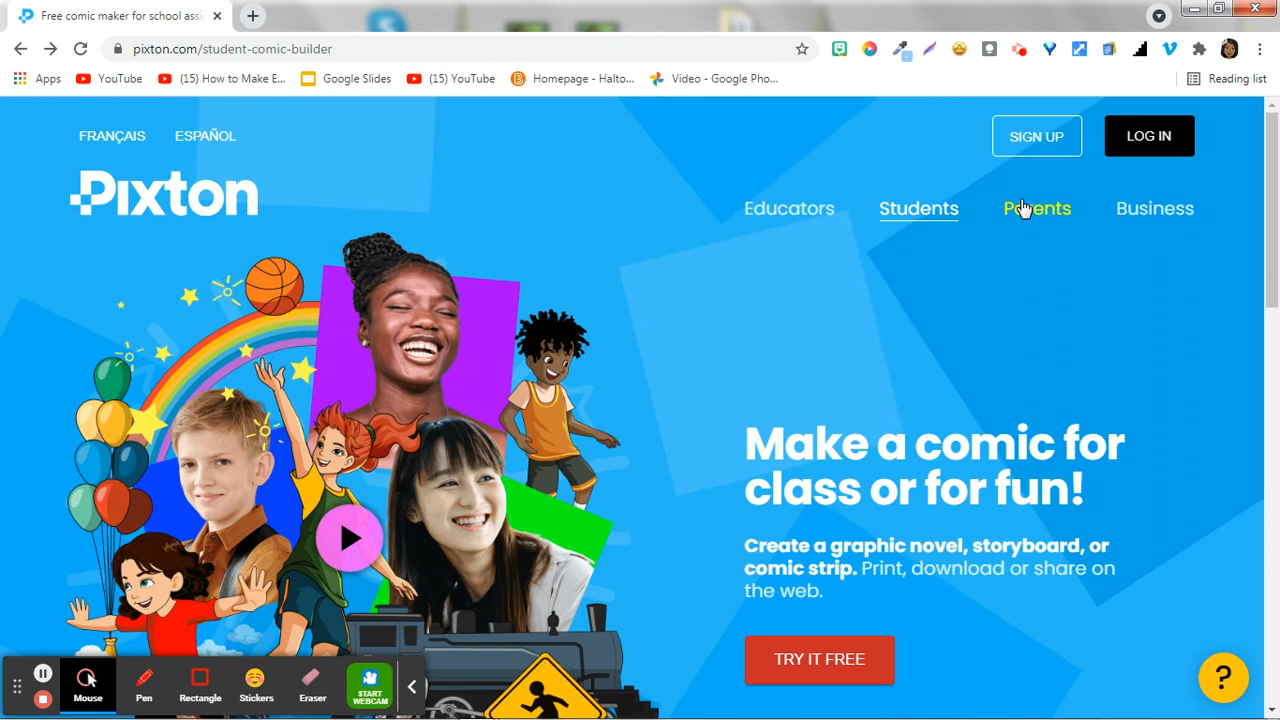 Free comic maker for school assi
pixton.com/student-comic-builder
Apps
YouTube
(15) How to Make E...
Google Slides
(15) YouTube
Homepage - Halto...
Video - Google Pho...
Reading list
FRANÇAIS
ESPAÑOL
SIGN UP
LOG IN
Pixton
Educators
Students
Parents
Business
Make a comic for
class or for fun!
Create a graphic novel, storyboard, or
comic strip. Print, download or share on
the web.
TRY IT FREE
?
Mouse
Pen
Rectangle
Stickers
Eraser
START
WEBCAM